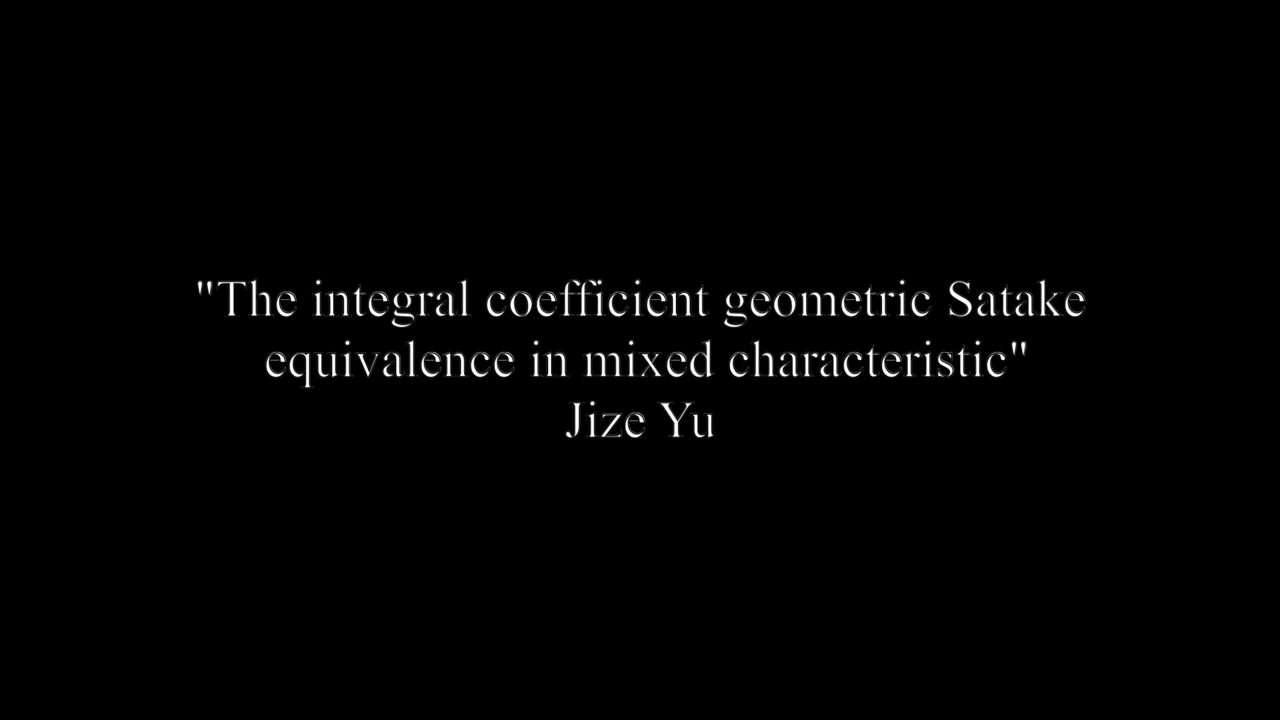 "The integral coefficient geometric Satake
equivalence in mixed characteristic"
Jize Yu